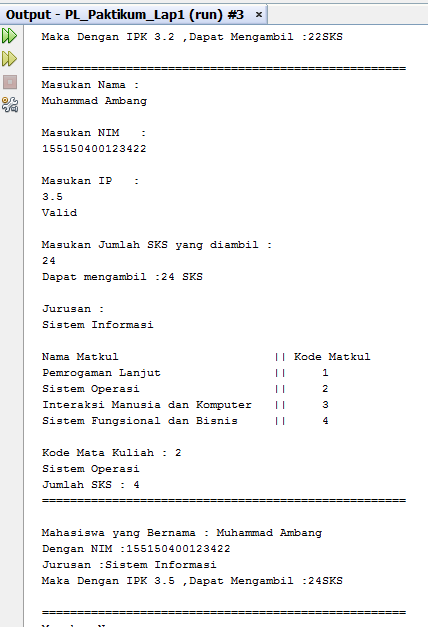 Output - PL_Paktikum_Lap1 (run) #3 ×
Maka Dengan IPK 3.2 ,Dapat Mengambil :22SKS
====================================================
Masukan Nama :
Muhammad Ambang
Masukan NIM :
155150400123422
Masukan IP :
3.5
Valid
Masukan Jumlah SKS yang diambil :
24
Dapat mengambil :24 SKS
Jurusan :
Sistem Informasi
Nama Matkul || Kode Matkul
Pemrogaman Lanjut || 1
Sistem Operasi || 2
Interaksi Manusia dan Komputer || 3
Sistem Fungsional dan Bisnis || 4
Kode Mata Kuliah : 2
Sistem Operasi
Jumlah SKS : 4
====================================================
Mahasiswa yang Bernama : Muhammad Ambang
Dengan NIM :155150400123422
Jurusan :Sistem Informasi
Maka Dengan IPK 3.5 ,Dapat Mengambil :24SKS
====================================================